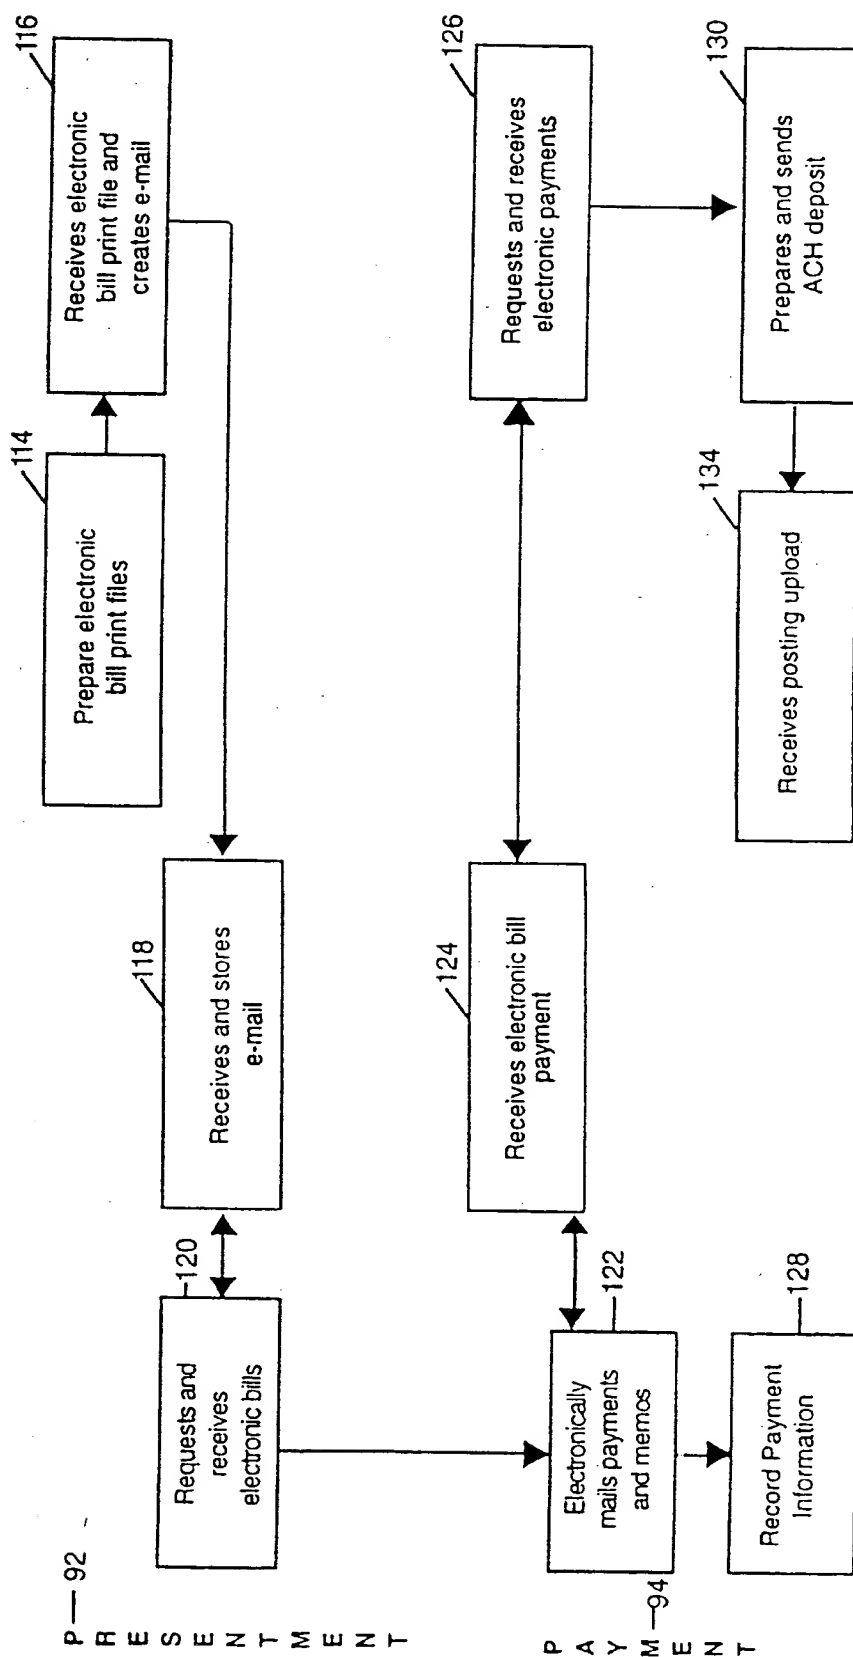 P — 92
R
E
S
E
N
T
M
E
N
T
114
Prepare electronic
bill print files
116
Receives electronic
bill print file and
creates e-mail
118
Receives and stores
e-mail
120
Requests and
receives
electronic bills
P
A
Y
M — 94
E
N
T
122
Electronically
mails payments
and memos
124
Receives electronic bill
payment
126
Requests and receives
electronic payments
128
Record Payment
Information
134
Receives posting upload
130
Prepares and sends
ACH deposit